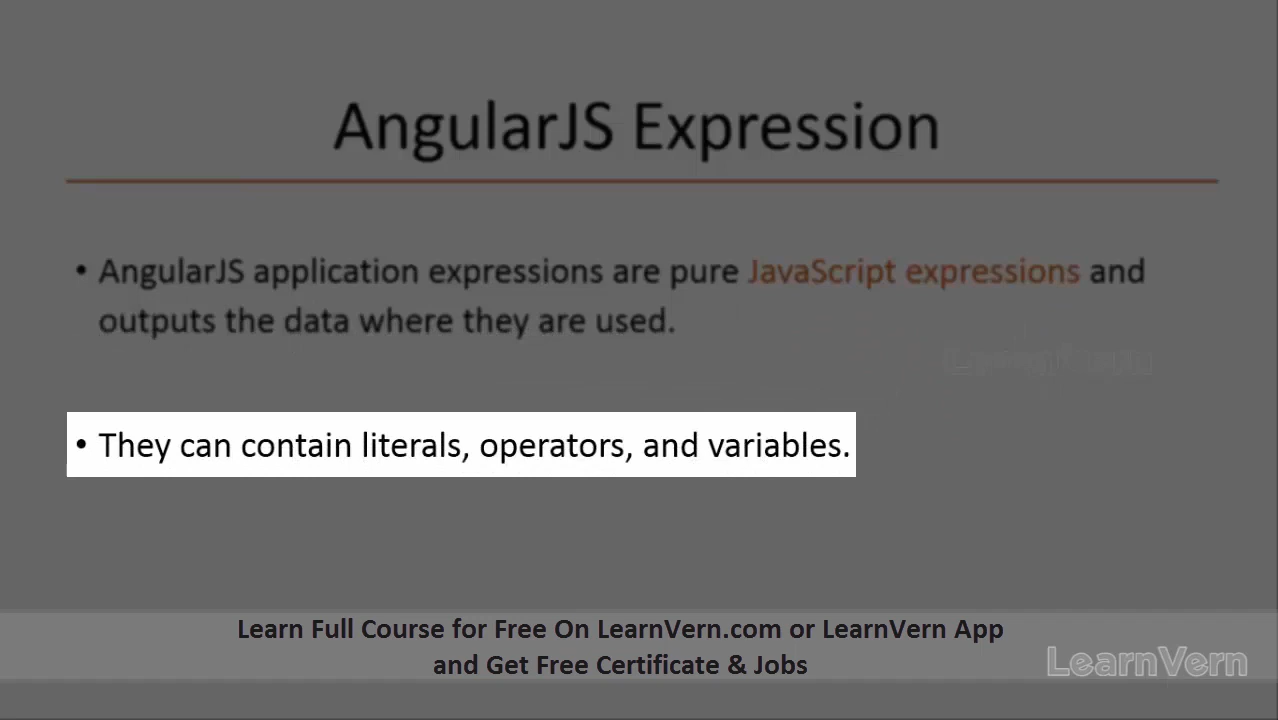 AngularJS Expression
• AngularJS application expressions are pure JavaScript expressions and
outputs the data where they are used.
LearnVern
• They can contain literals, operators, and variables.
Learn Full Course for Free On LearnVern.com or LearnVern App
and Get Free Certificate & Jobs
LearnVern